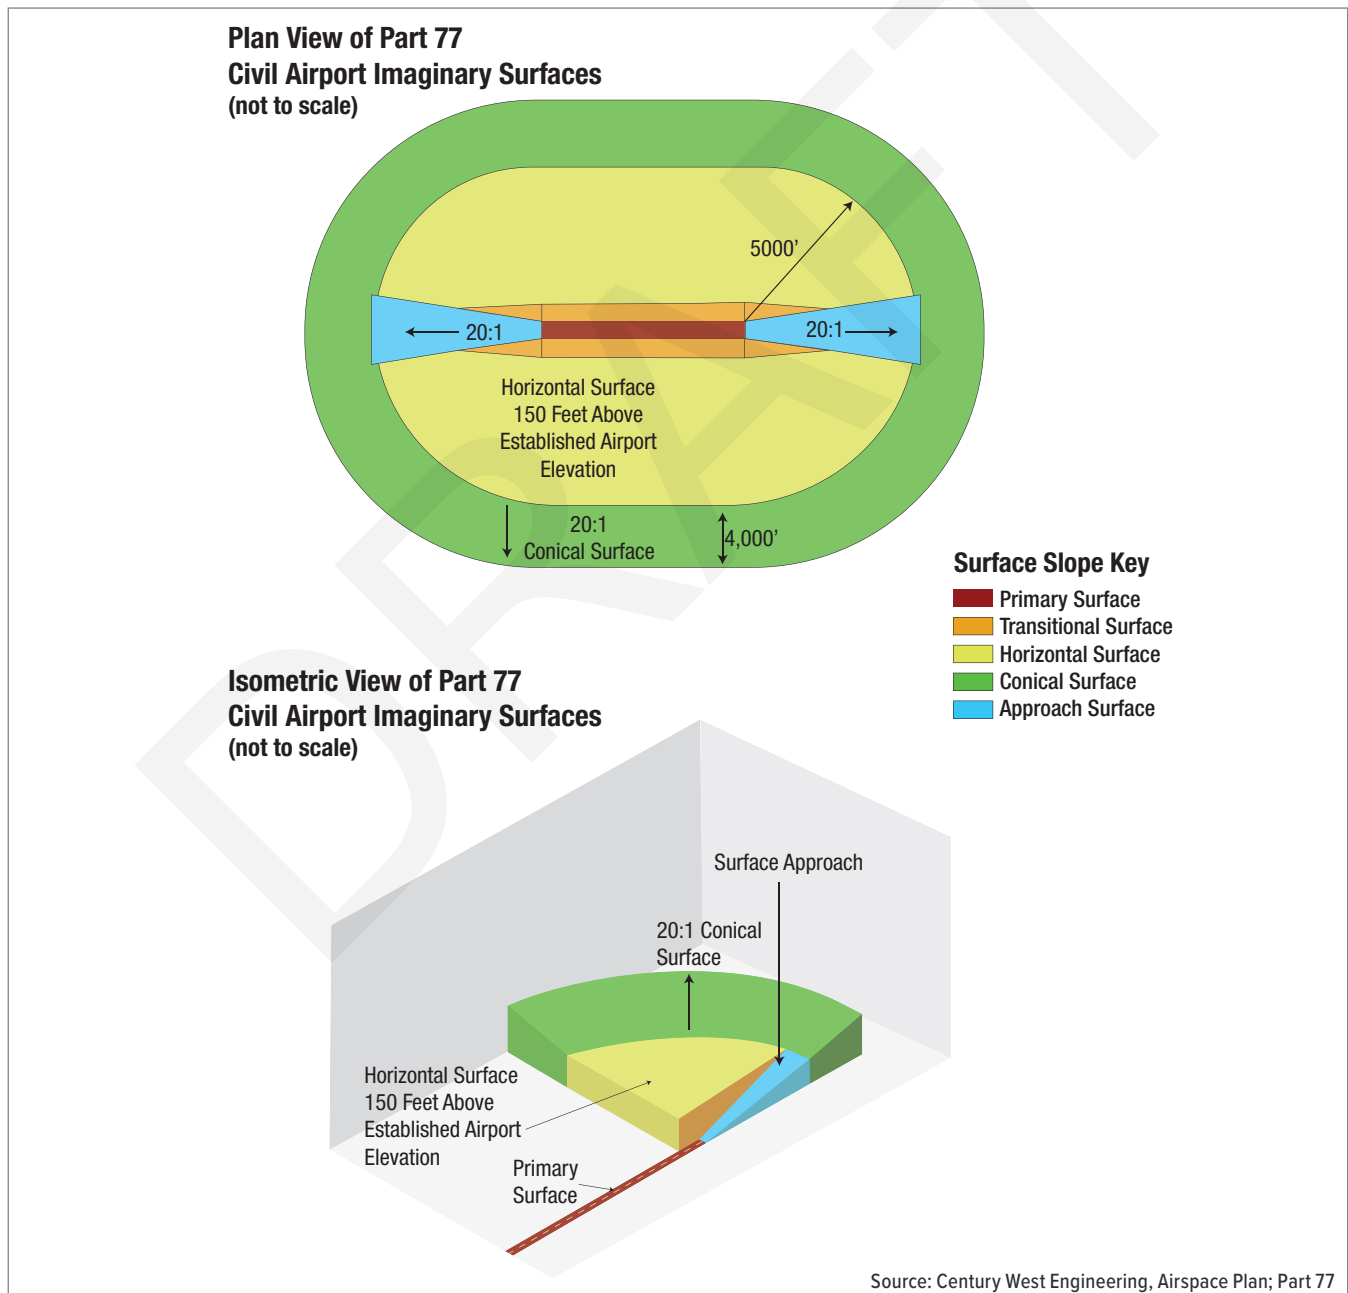 Plan View of Part 77
Civil Airport Imaginary Surfaces
(not to scale)
5000’
20:1
20:1
Horizontal Surface
150 Feet Above
Established Airport
Elevation
20:1
Conical Surface
4,000’
Surface Slope Key
Primary Surface
Transitional Surface
Horizontal Surface
Conical Surface
Approach Surface
Isometric View of Part 77
Civil Airport Imaginary Surfaces
(not to scale)
Surface Approach
20:1 Conical
Surface
Horizontal Surface
150 Feet Above
Established Airport
Elevation
Primary
Surface
Source: Century West Engineering, Airspace Plan; Part 77
DRAFT